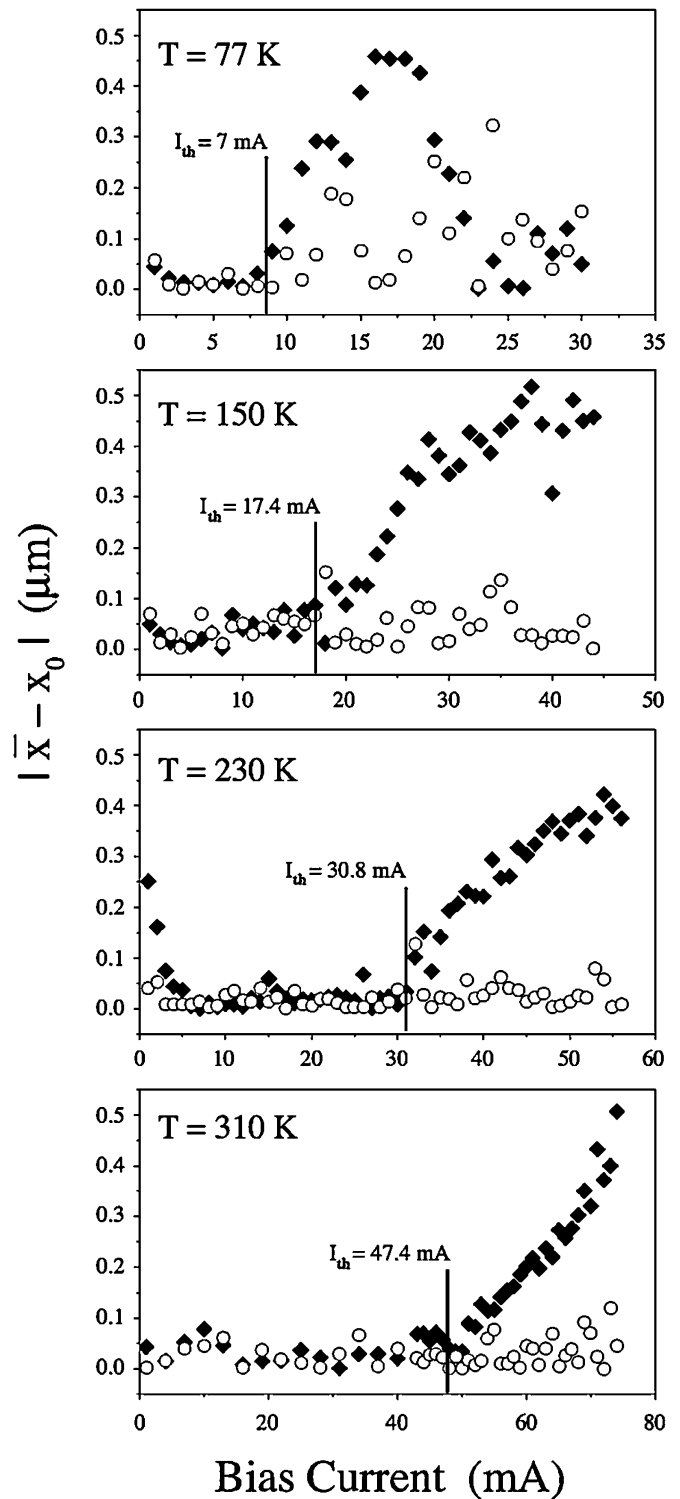 T = 77 K
I_th = 7 mA
0.5
0.4
0.3
0.2
0.1
0.0
0 5 10 15 20 25 30 35
T = 150 K
I_th = 17.4 mA
0.5
0.4
0.3
0.2
0.1
0.0
0 10 20 30 40 50
| x̄ – x₀ | (μm)
T = 230 K
I_th = 30.8 mA
0.5
0.4
0.3
0.2
0.1
0.0
0 10 20 30 40 50 60
T = 310 K
I_th = 47.4 mA
0.5
0.4
0.3
0.2
0.1
0.0
0 20 40 60 80
Bias Current (mA)